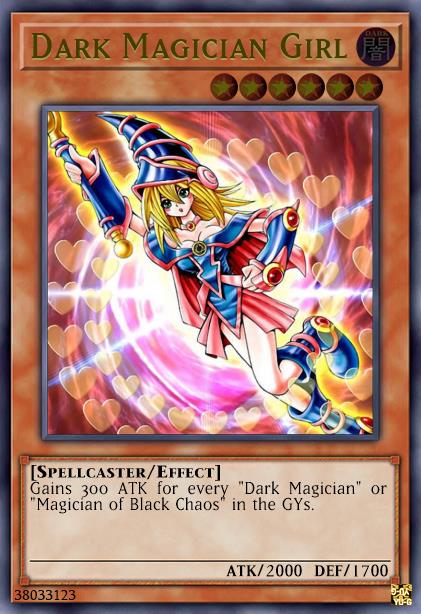 DARK MAGICIAN GIRL
DARK
闇
[SPELLCASTER/EFFECT]
Gains 300 ATK for every "Dark Magician" or
"Magician of Black Chaos" in the GYs.
ATK/2000 DEF/1700
38033123